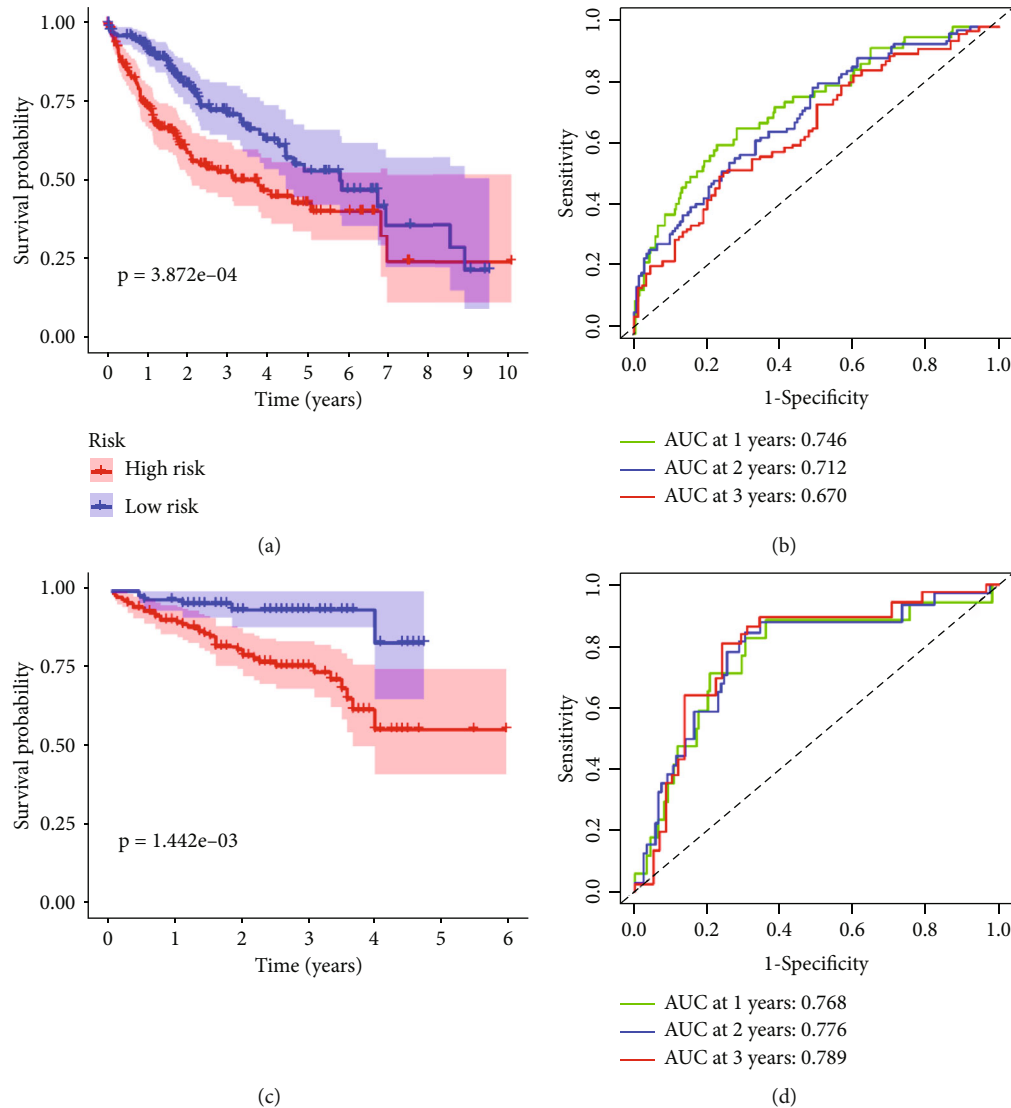 1.00
0.75
0.50
0.25
0.00
Survival probability
p = 3.872e–04
0 1 2 3 4 5 6 7 8 9 10
Time (years)
Risk
High risk
Low risk
(a)
1.0
0.8
0.6
0.4
0.2
0.0
Sensitivity
0.0 0.2 0.4 0.6 0.8 1.0
1-Specificity
AUC at 1 years: 0.746
AUC at 2 years: 0.712
AUC at 3 years: 0.670
(b)
1.00
0.75
0.50
0.25
0.00
Survival probability
p = 1.442e–03
0 1 2 3 4 5 6
Time (years)
(c)
1.0
0.8
0.6
0.4
0.2
0.0
Sensitivity
0.0 0.2 0.4 0.6 0.8 1.0
1-Specificity
AUC at 1 years: 0.768
AUC at 2 years: 0.776
AUC at 3 years: 0.789
(d)